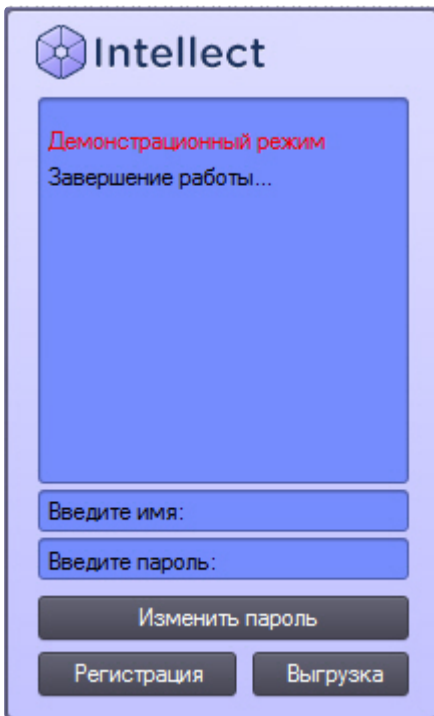 Intellect
Демонстрационный режим
Завершение работы...
Введите имя:
Введите пароль:
Изменить пароль
Регистрация
Выгрузка